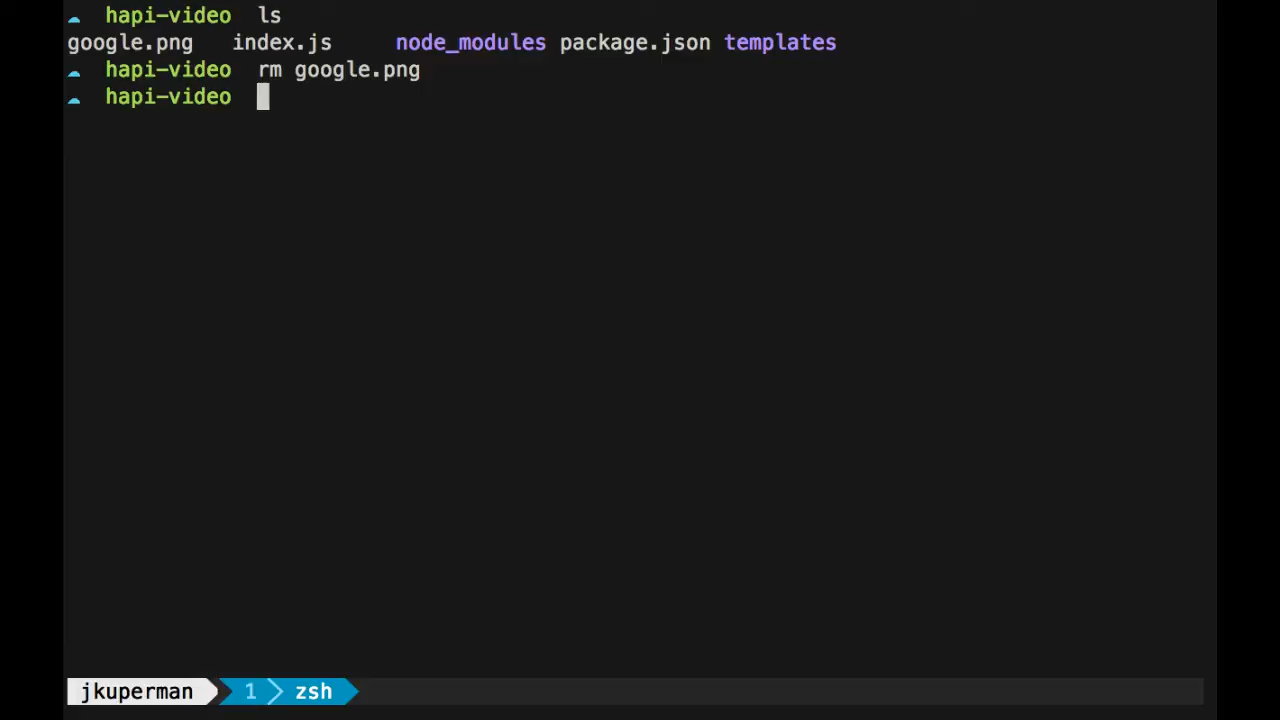 ☁ hapi-video ls
google.png index.js node_modules package.json templates
☁ hapi-video rm google.png
☁ hapi-video
jkuperman 1 zsh